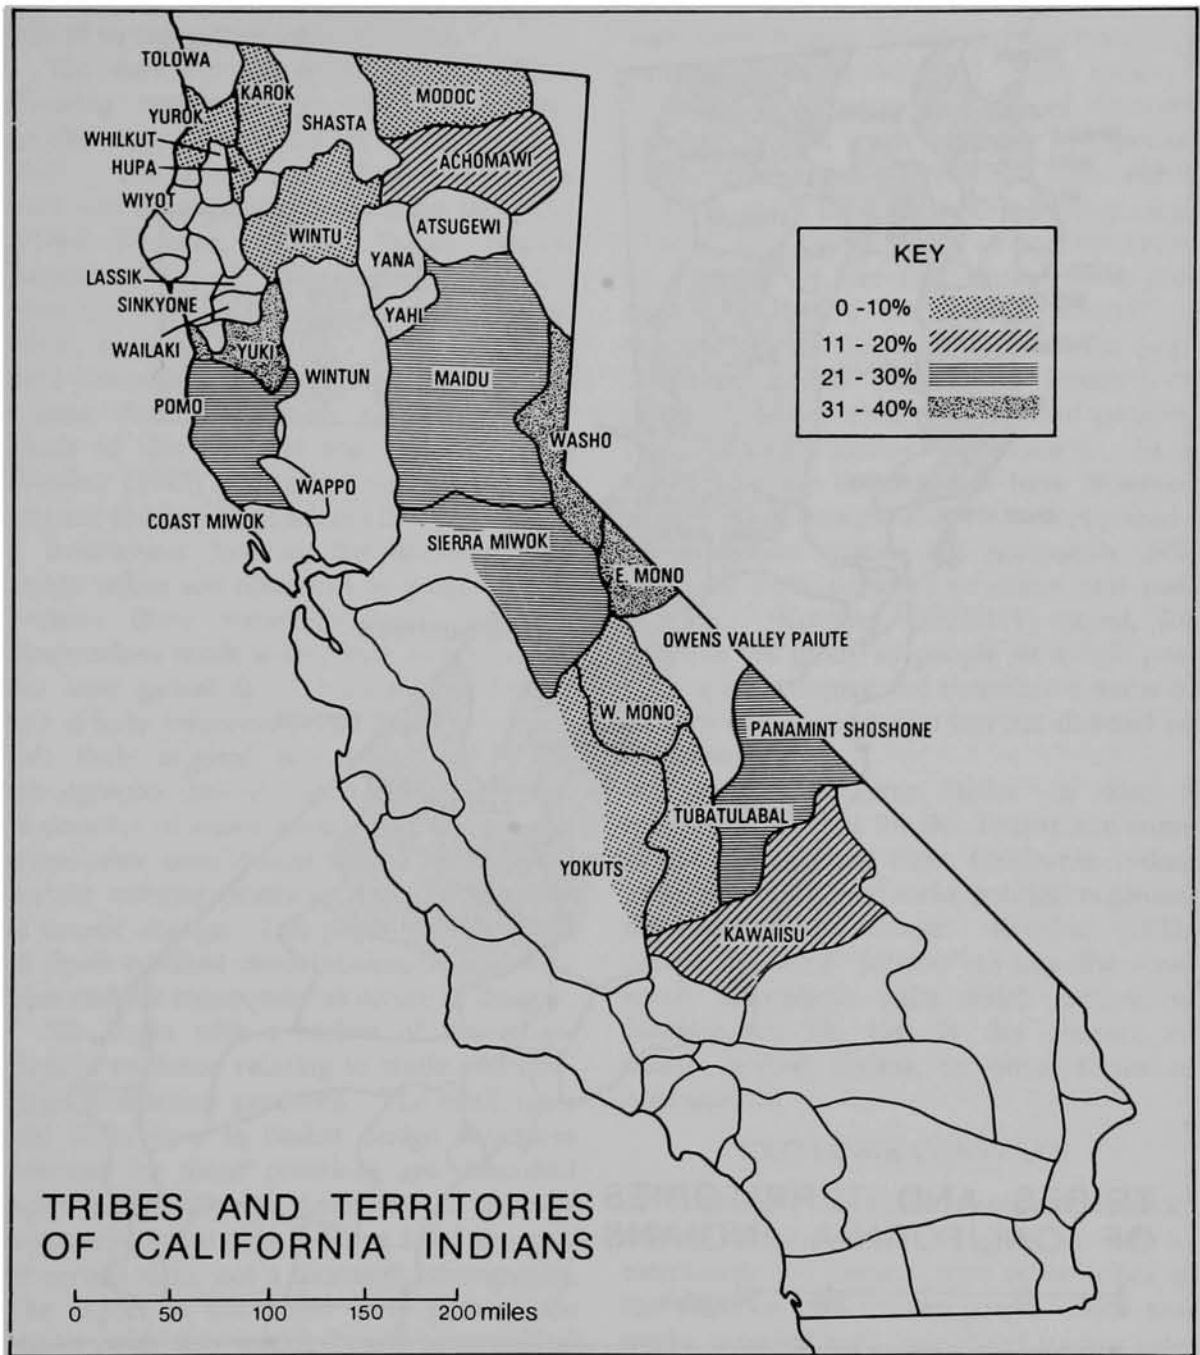 TOLOWA
KAROK
MODOC
YUROK
SHASTA
WHILKUT
HUPA
ACHOMAWI
WIYOT
WINTU
ATSUGEWI
YANA
LASSIK
SINKYONE
YAHI
WAILAKI
YUKI
WINTUN
MAIDU
POMO
WASHO
WAPPO
COAST MIWOK
SIERRA MIWOK
E. MONO
OWENS VALLEY PAIUTE
W. MONO
PANAMINT SHOSHONE
TUBATULABAL
YOKUTS
KAWAIISU
KEY
0 -10%
11 - 20%
21 - 30%
31 - 40%
TRIBES AND TERRITORIES
OF CALIFORNIA INDIANS
0 50 100 150 200 miles